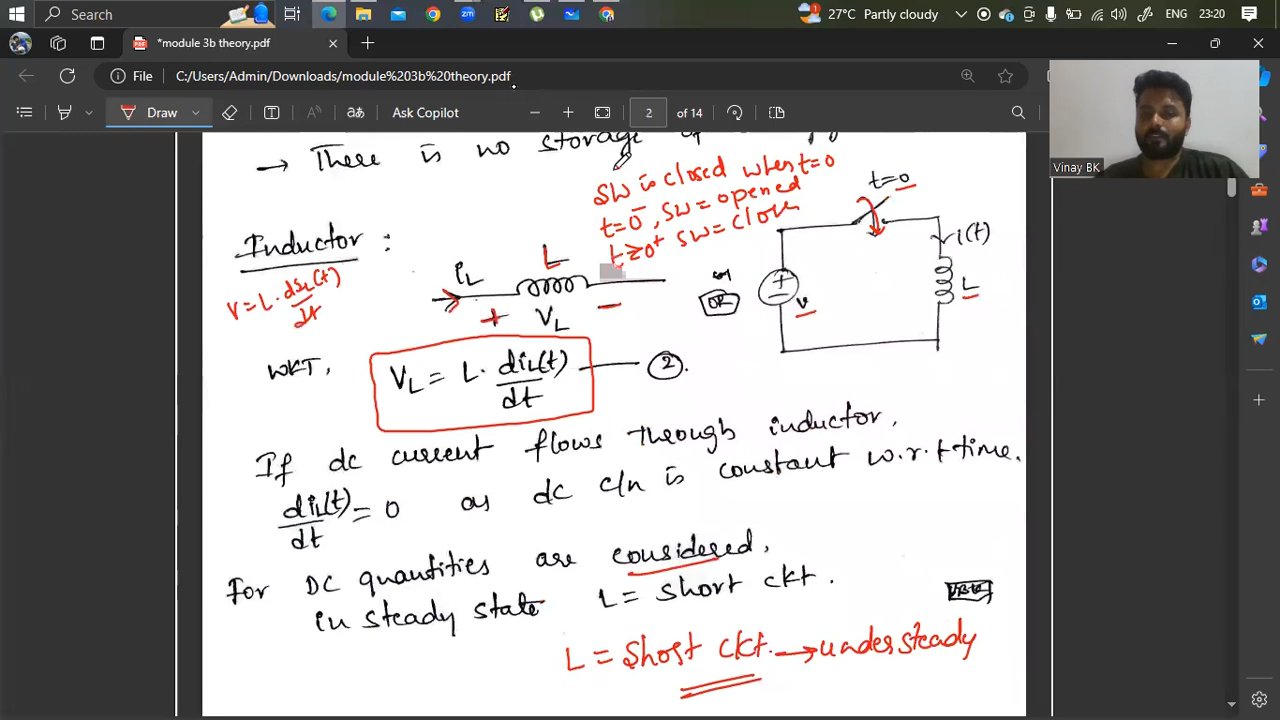 Search
27°C Partly cloudy
ENG
23:20
*module 3b theory.pdf
File
C:/Users/Admin/Downloads/module%203b%20theory.pdf
Draw
Ask Copilot
2 of 14
Vinay BK
→ There is no storage of
SW is closed when t=0
t=0⁻, SW = opened
t≥0⁺ SW = close
t=0
Inductor :
V = L. diL(t)/dt
iL
L
+ VL −
OR
+ − V
i(t)
L
WKT,
VL = L. diL(t)/dt —— ②.
If dc current flows through inductor,
diL(t)/dt = 0 as dc c/n is constant w.r.t time.
For DC quantities are considered,
in steady state L = short ckt.
L = Short ckt. → under steady